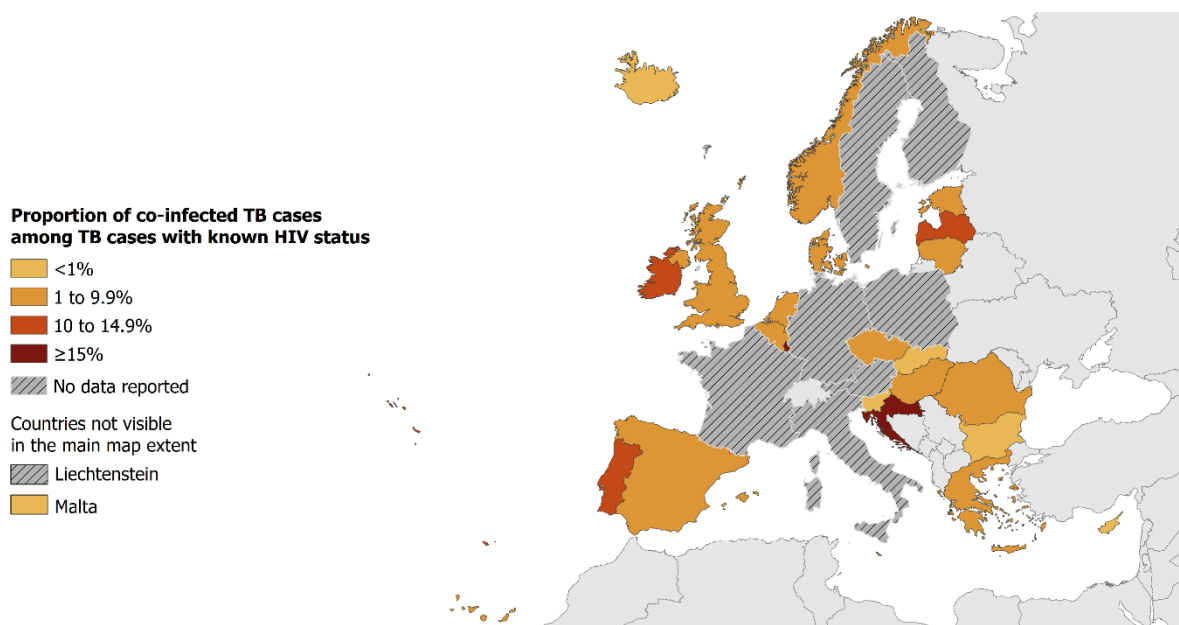 Proportion of co-infected TB cases
among TB cases with known HIV status
<1%
1 to 9.9%
10 to 14.9%
≥15%
No data reported
Countries not visible
in the main map extent
Liechtenstein
Malta